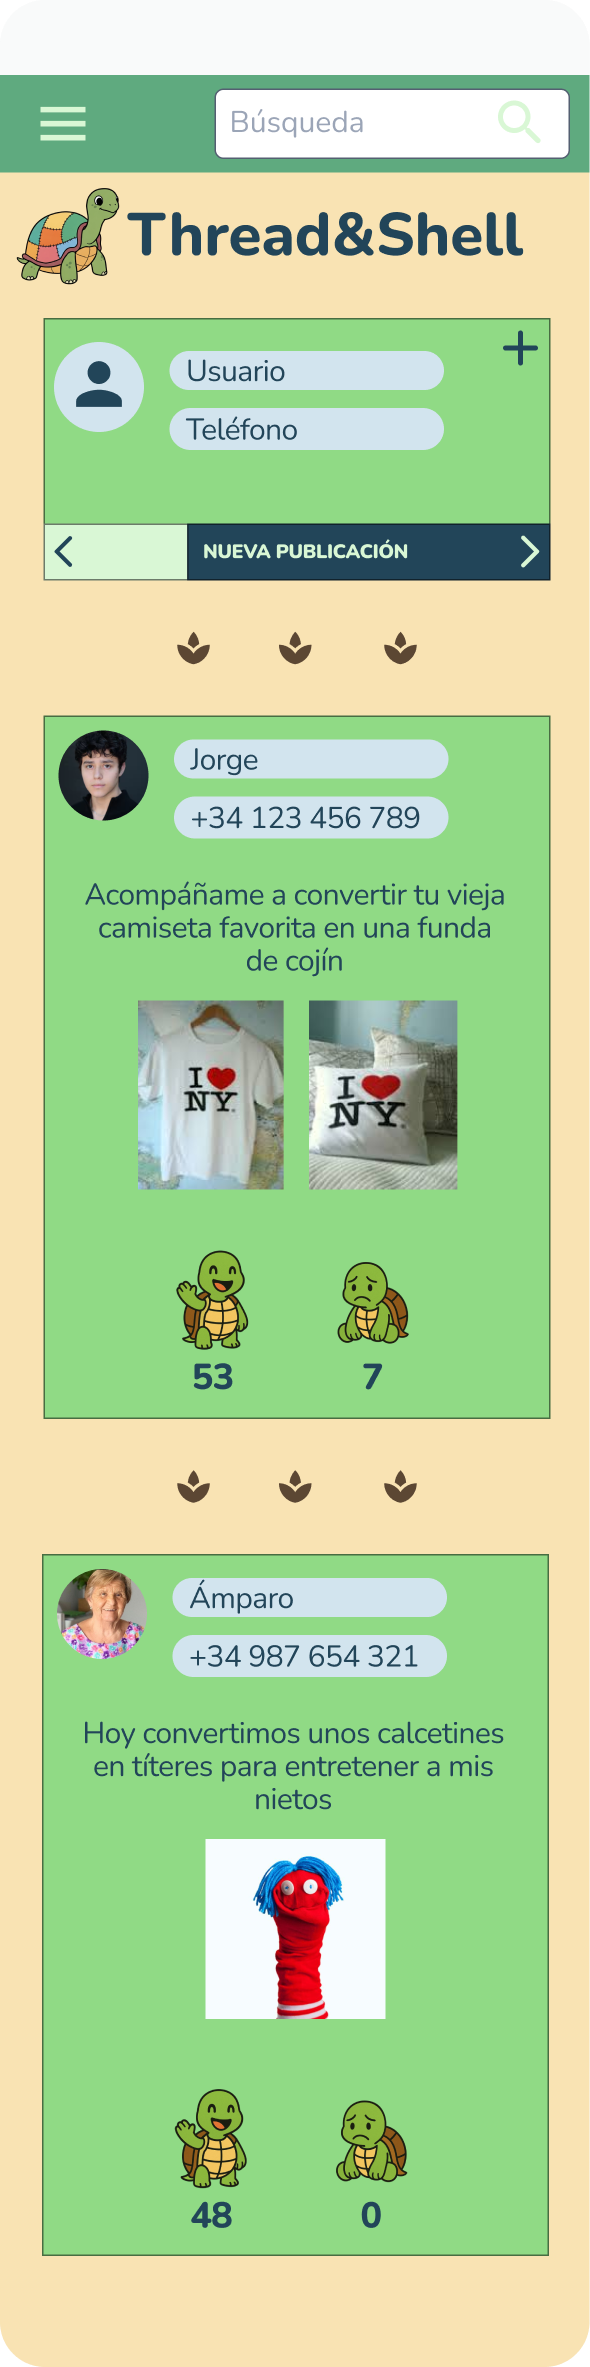 Búsqueda
Thread&Shell
Usuario
Teléfono
NUEVA PUBLICACIÓN
Jorge
+34 123 456 789
Acompáñame a convertir tu vieja
camiseta favorita en una funda
de cojín
I ❤ NY
I ❤ NY
53
7
Ámparo
+34 987 654 321
Hoy convertimos unos calcetines
en títeres para entretener a mis
nietos
48
0